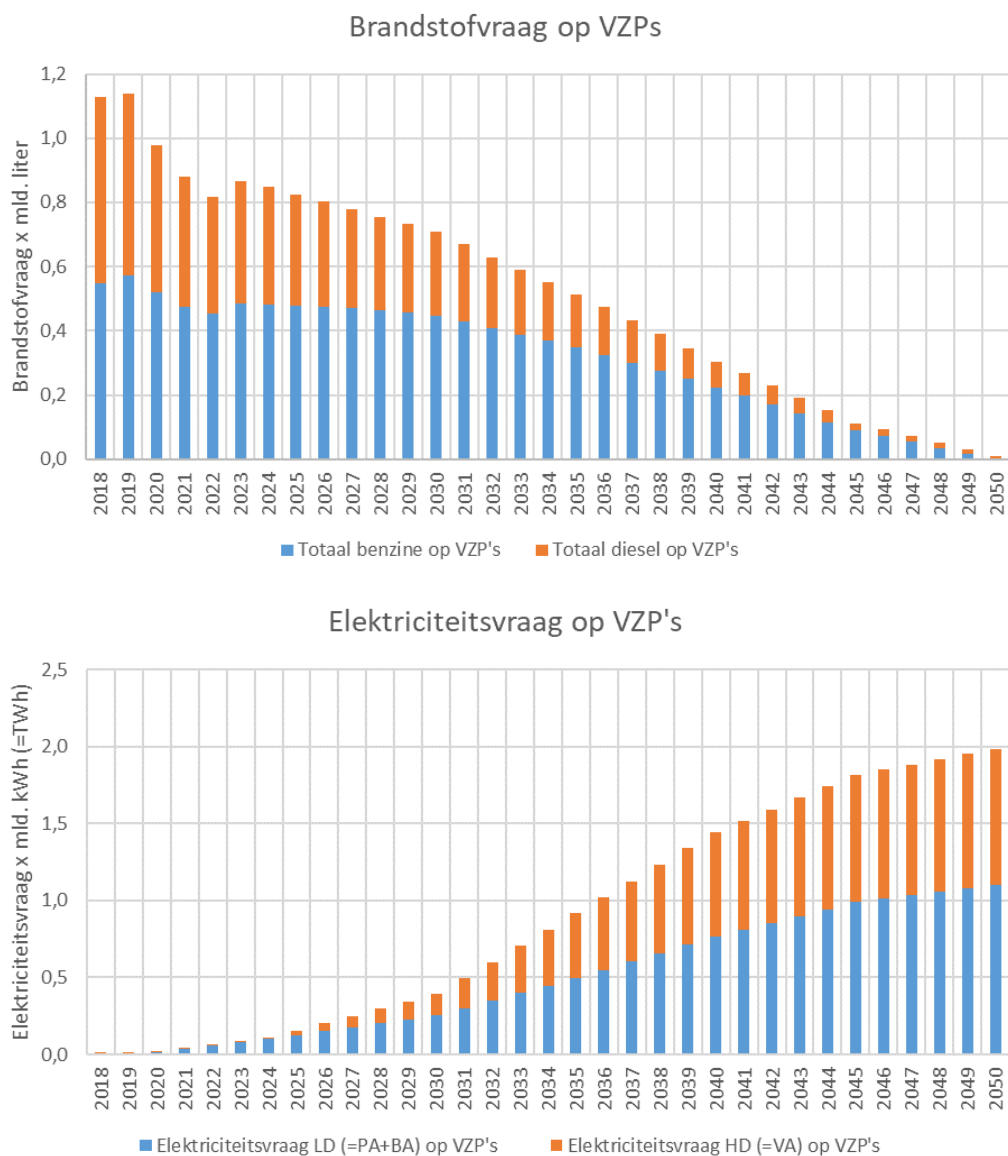 Brandstofvraag op VZPs
Brandstofvraag x mld. liter
1,2
1,0
0,8
0,6
0,4
0,2
0,0
2018 2019 2020 2021 2022 2023 2024 2025 2026 2027 2028 2029 2030 2031 2032 2033 2034 2035 2036 2037 2038 2039 2040 2041 2042 2043 2044 2045 2046 2047 2048 2049 2050
Totaal benzine op VZP's Totaal diesel op VZP's
Elektriciteitsvraag op VZP's
Elektriciteitsvraag x mld. kWh (=TWh)
2,5
2,0
1,5
1,0
0,5
0,0
2018 2019 2020 2021 2022 2023 2024 2025 2026 2027 2028 2029 2030 2031 2032 2033 2034 2035 2036 2037 2038 2039 2040 2041 2042 2043 2044 2045 2046 2047 2048 2049 2050
Elektriciteitsvraag LD (=PA+BA) op VZP's Elektriciteitsvraag HD (=VA) op VZP's